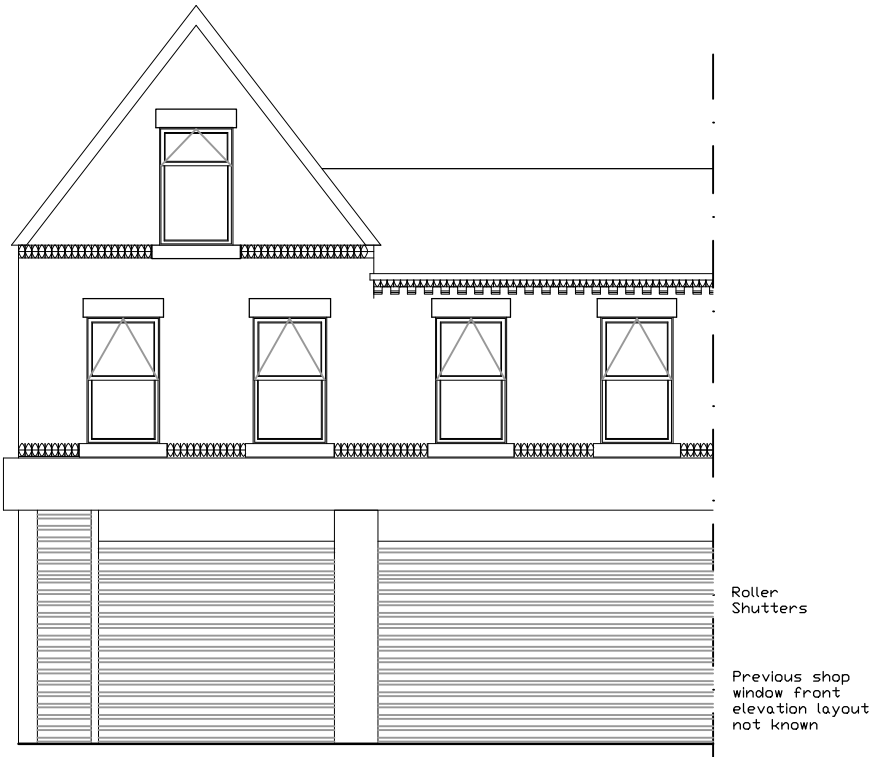 Roller
Shutters
Previous shop
window front
elevation layout
not known